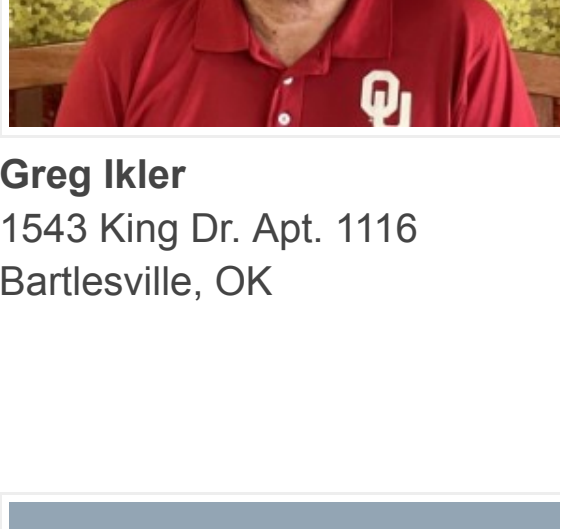 OU
Greg Ikler
1543 King Dr. Apt. 1116
Bartlesville, OK